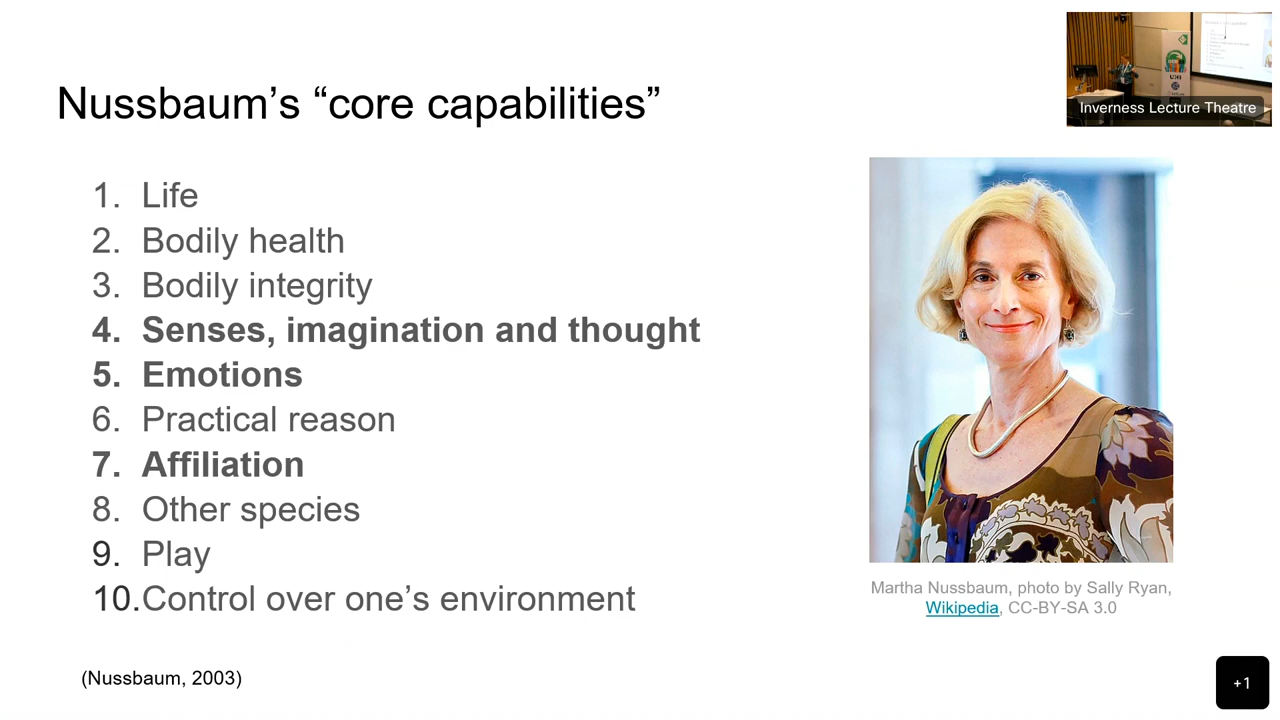 Nussbaum’s “core capabilities”
Inverness Lecture Theatre
1. Life
2. Bodily health
3. Bodily integrity
4. Senses, imagination and thought
5. Emotions
6. Practical reason
7. Affiliation
8. Other species
9. Play
10.Control over one’s environment
Martha Nussbaum, photo by Sally Ryan,
Wikipedia, CC-BY-SA 3.0
(Nussbaum, 2003)
+1